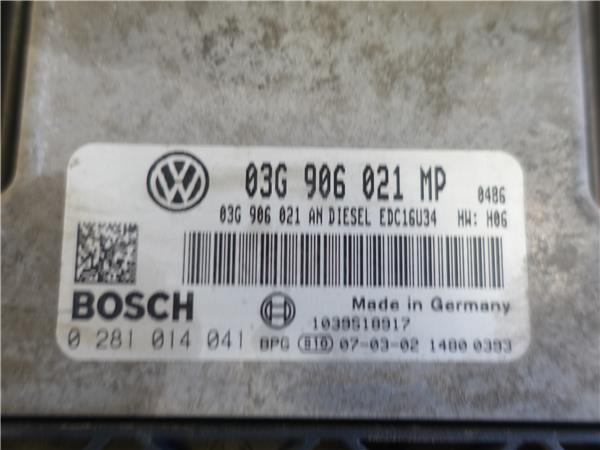 03G 906 021 MP 0486
03G 906 021 AN DIESEL EDC16U34 HW: H06
BOSCH
Made in Germany
1039S18917
0 281 014 041 BPG 07-03-02 1480 0393